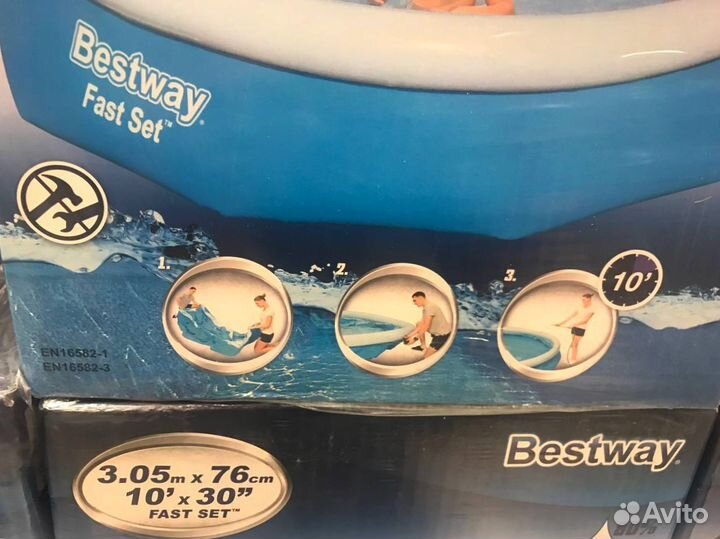 Bestway®
Fast Set™
1.
2.
3.
10'
EN16582-1
EN16582-3
3.05m x 76cm
10' x 30"
FAST SET™
Bestway®
Avito